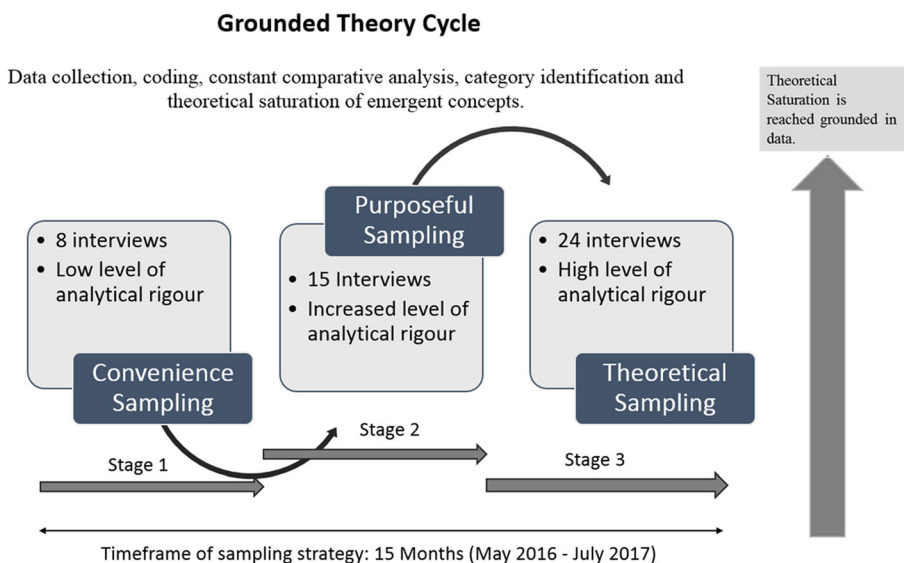 Grounded Theory Cycle
Data collection, coding, constant comparative analysis, category identification and
theoretical saturation of emergent concepts.
Theoretical
Saturation is
reached grounded in
data.
• 8 interviews
• Low level of
analytical rigour
Convenience
Sampling
Purposeful
Sampling
• 15 Interviews
• Increased level of
analytical rigour
• 24 interviews
• High level of
analytical rigour
Theoretical
Sampling
Stage 1
Stage 2
Stage 3
Timeframe of sampling strategy: 15 Months (May 2016 - July 2017)